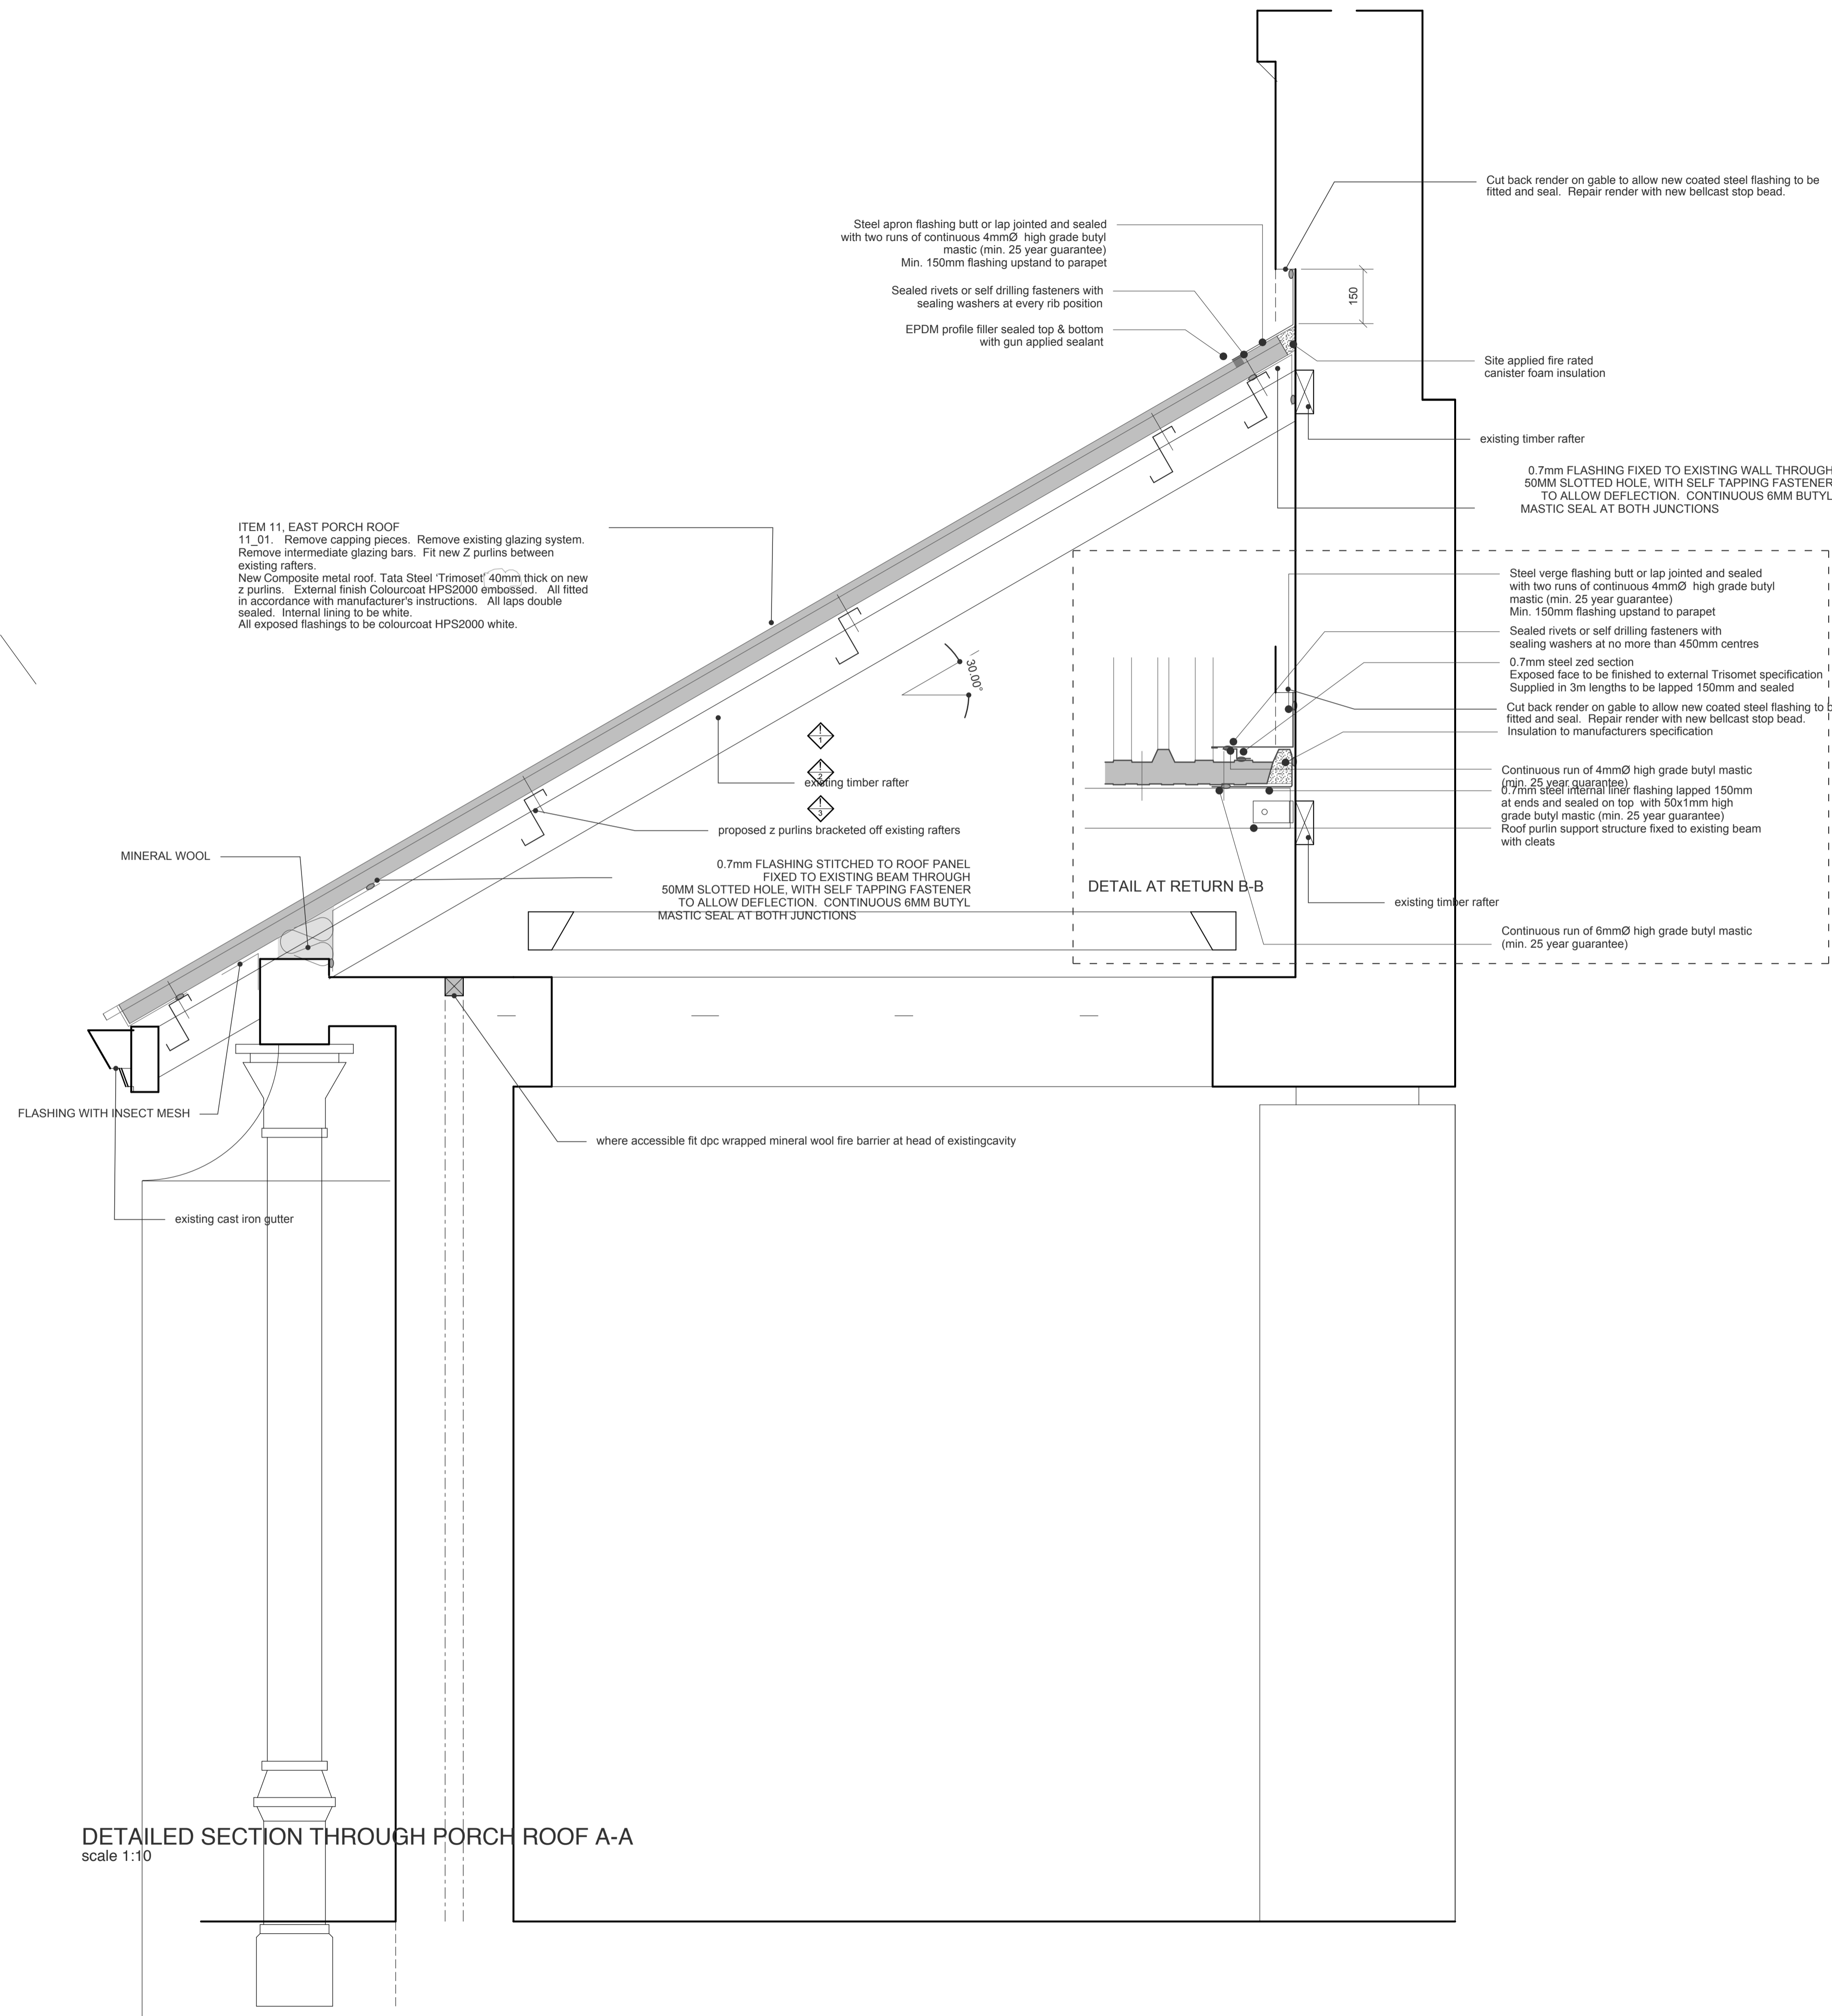 Cut back render on gable to allow new coated steel flashing to be
fitted and seal. Repair render with new bellcast stop bead.
Steel apron flashing butt or lap jointed and sealed
with two runs of continuous 4mmØ high grade butyl
mastic (min. 25 year guarantee)
Min. 150mm flashing upstand to parapet
Sealed rivets or self drilling fasteners with
sealing washers at every rib position
EPDM profile filler sealed top & bottom
with gun applied sealant
150
Site applied fire rated
canister foam insulation
existing timber rafter
0.7mm FLASHING FIXED TO EXISTING WALL THROUGH
50MM SLOTTED HOLE, WITH SELF TAPPING FASTENER
TO ALLOW DEFLECTION. CONTINUOUS 6MM BUTYL
MASTIC SEAL AT BOTH JUNCTIONS
ITEM 11, EAST PORCH ROOF
11_01. Remove capping pieces. Remove existing glazing system.
Remove intermediate glazing bars. Fit new Z purlins between
existing rafters.
New Composite metal roof. Tata Steel 'Trimoset' 40mm thick on new
z purlins. External finish Colourcoat HPS2000 embossed. All fitted
in accordance with manufacturer's instructions. All laps double
sealed. Internal lining to be white.
All exposed flashings to be colourcoat HPS2000 white.
Steel verge flashing butt or lap jointed and sealed
with two runs of continuous 4mmØ high grade butyl
mastic (min. 25 year guarantee)
Min. 150mm flashing upstand to parapet
Sealed rivets or self drilling fasteners with
sealing washers at no more than 450mm centres
0.7mm steel zed section
Exposed face to be finished to external Trisomet specification
Supplied in 3m lengths to be lapped 150mm and sealed
Cut back render on gable to allow new coated steel flashing to b
fitted and seal. Repair render with new bellcast stop bead.
Insulation to manufacturers specification
Continuous run of 4mmØ high grade butyl mastic
(min. 25 year guarantee)
0.7mm steel internal liner flashing lapped 150mm
at ends and sealed on top with 50x1mm high
grade butyl mastic (min. 25 year guarantee)
Roof purlin support structure fixed to existing beam
with cleats
DETAIL AT RETURN B-B
existing timber rafter
Continuous run of 6mmØ high grade butyl mastic
(min. 25 year guarantee)
30.00°
!
1
!
2
!
3
existing timber rafter
proposed z purlins bracketed off existing rafters
MINERAL WOOL
0.7mm FLASHING STITCHED TO ROOF PANEL
FIXED TO EXISTING BEAM THROUGH
50MM SLOTTED HOLE, WITH SELF TAPPING FASTENER
TO ALLOW DEFLECTION. CONTINUOUS 6MM BUTYL
MASTIC SEAL AT BOTH JUNCTIONS
FLASHING WITH INSECT MESH
where accessible fit dpc wrapped mineral wool fire barrier at head of existingcavity
existing cast iron gutter
DETAILED SECTION THROUGH PORCH ROOF A-A
scale 1:10